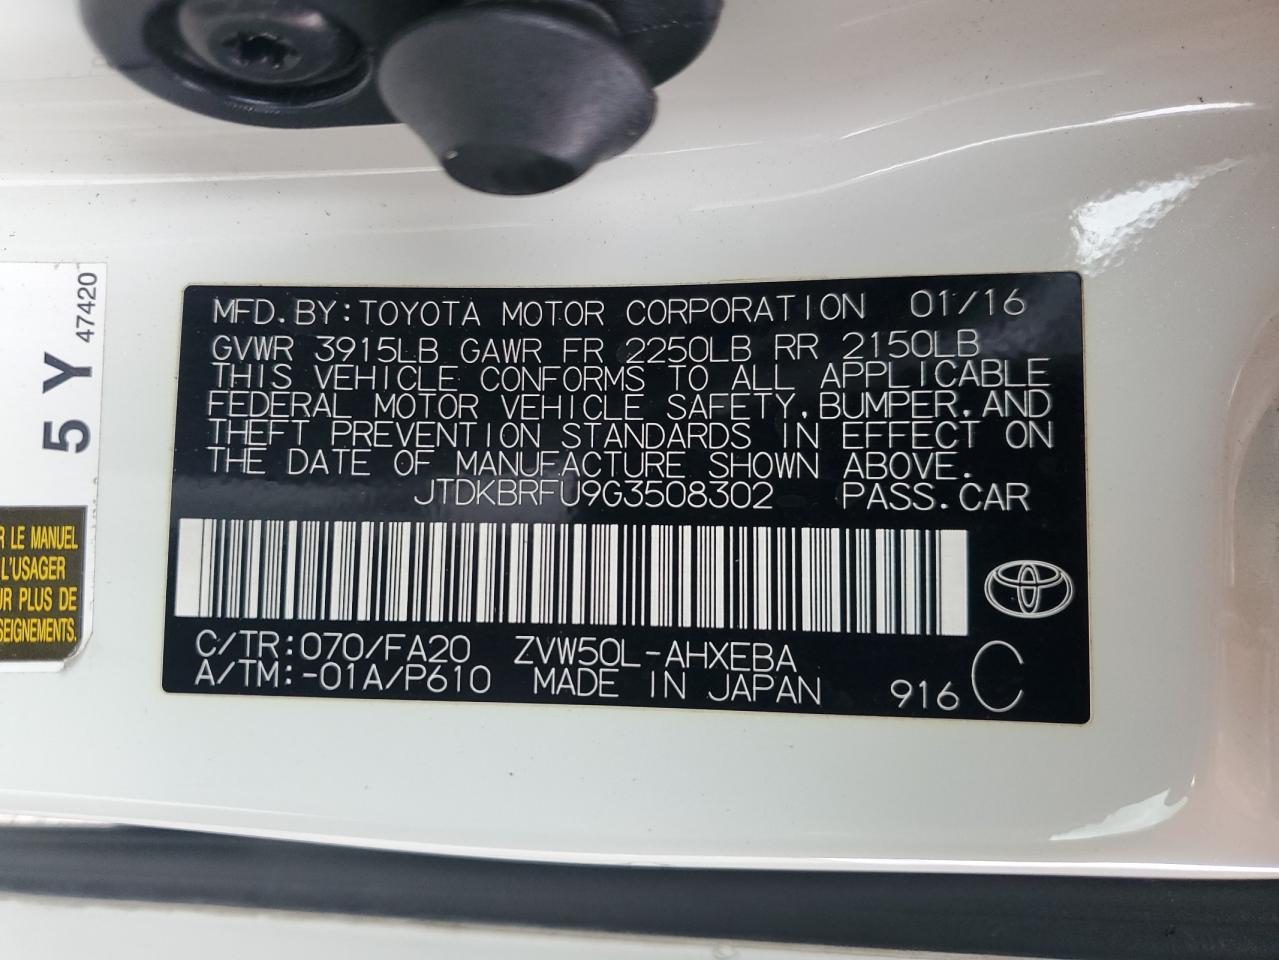 MFD. BY: TOYOTA MOTOR CORPORATION 01/16
GVWR 3915LB GAWR FR 2250LB RR 2150LB
THIS VEHICLE CONFORMS TO ALL APPLICABLE
FEDERAL MOTOR VEHICLE SAFETY, BUMPER, AND
THEFT PREVENTION STANDARDS IN EFFECT ON
THE DATE OF MANUFACTURE SHOWN ABOVE.
JTDKBRFU9G3508302 PASS.CAR
C/TR:070/FA20 ZVW50L-AHXEBA
A/TM:-01A/P610 MADE IN JAPAN 916 C
5 Y 47420
LE MANUEL
L'USAGER
PLUS DE